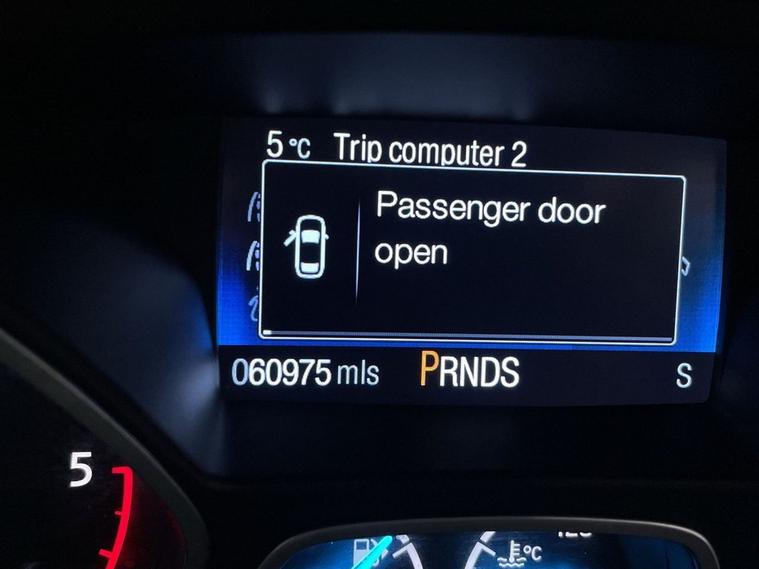 5 °C Trip computer 2
Passenger door
open
060975 mls PRNDS S
5
°C